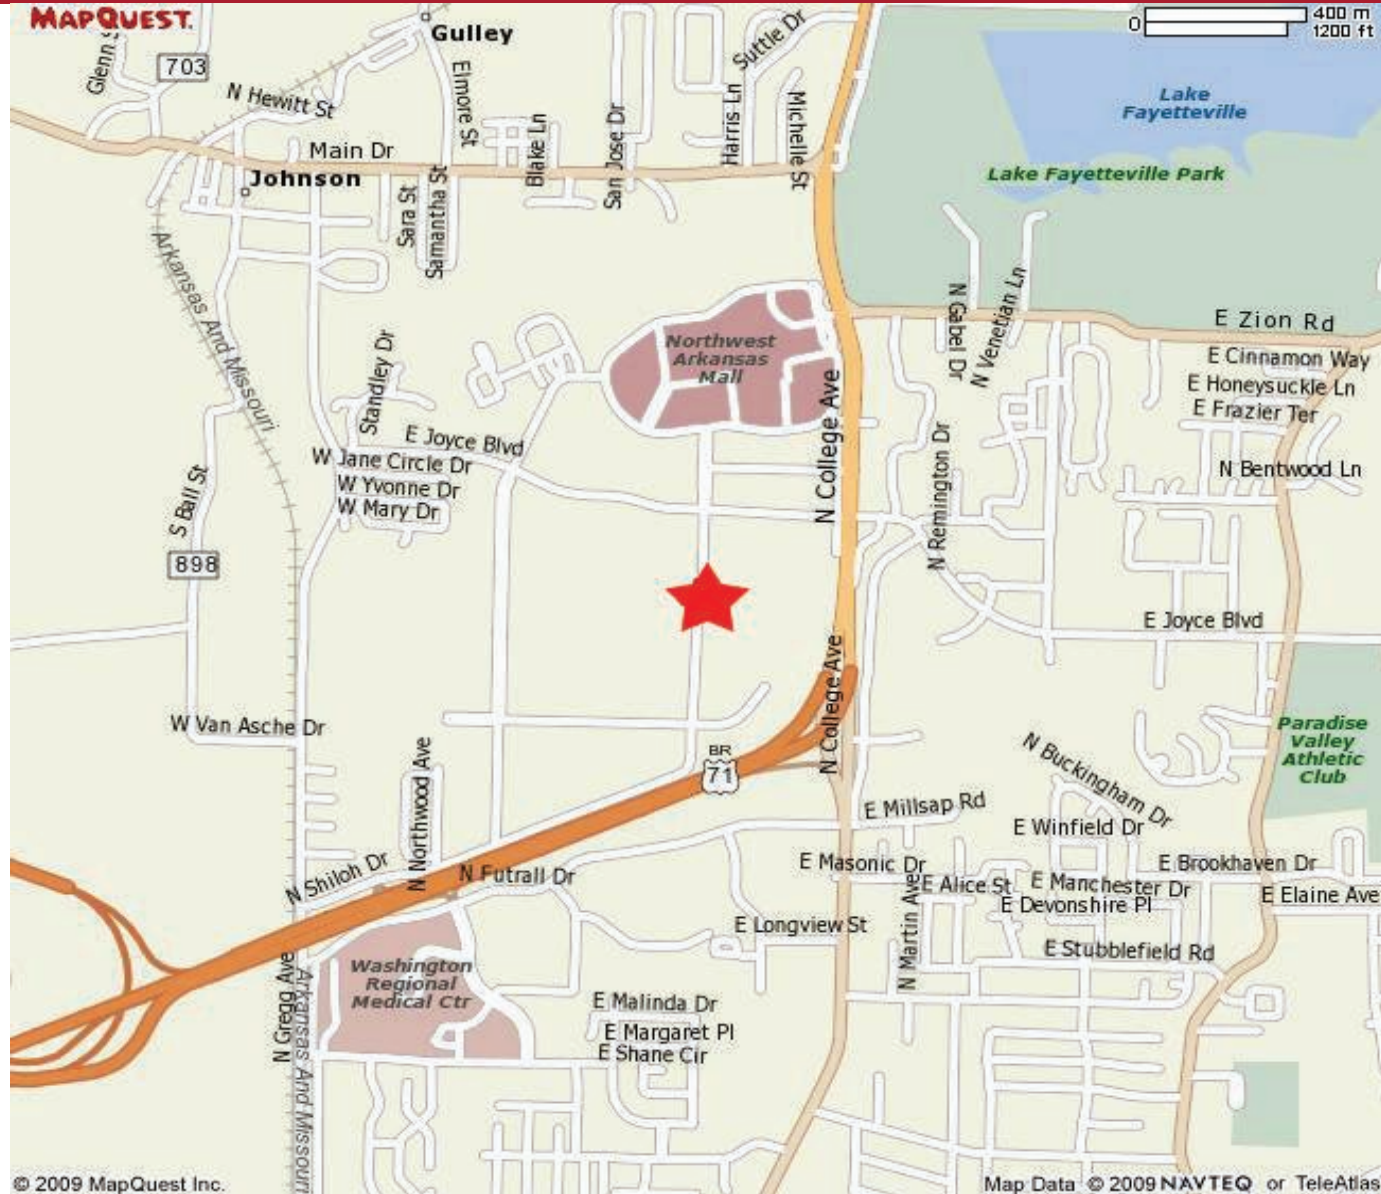 MAPQUEST.
0
400 m
1200 ft
Gulley
Suttle Dr
703
Lake
Fayetteville
N Hewitt St
Elmore St
Blake Ln
San Jose Dr
Harris Ln
Michelle St
Main Dr
Johnson
Lake Fayetteville Park
Sara St
Samantha St
Arkansas And Missouri
N Gabel Dr
N Venetian Ln
E Zion Rd
Northwest
Arkansas
Mall
Standley Dr
E Cinnamon Way
E Honeysuckle Ln
E Frazier Ter
N College Ave
E Joyce Blvd
W Jane Circle Dr
W Yvonne Dr
W Mary Dr
N Remington Dr
N Bentwood Ln
S Ball St
898
E Joyce Blvd
N College Ave
W Van Asche Dr
Paradise
Valley
Athletic
Club
BR
71
N Northwood Ave
N Buckingham Dr
E Millsap Rd
E Winfield Dr
N Shiloh Dr
N Futrall Dr
E Masonic Dr
E Brookhaven Dr
E Alice St
E Manchester Dr
E Elaine Ave
E Devonshire Pl
N Martin Ave
E Longview St
E Stubblefield Rd
Washington
Regional
Medical Ctr
N Gregg Ave
Arkansas And Missouri
E Malinda Dr
E Margaret Pl
E Shane Cir
© 2009 MapQuest Inc.
Map Data © 2009 NAVTEQ or TeleAtlas